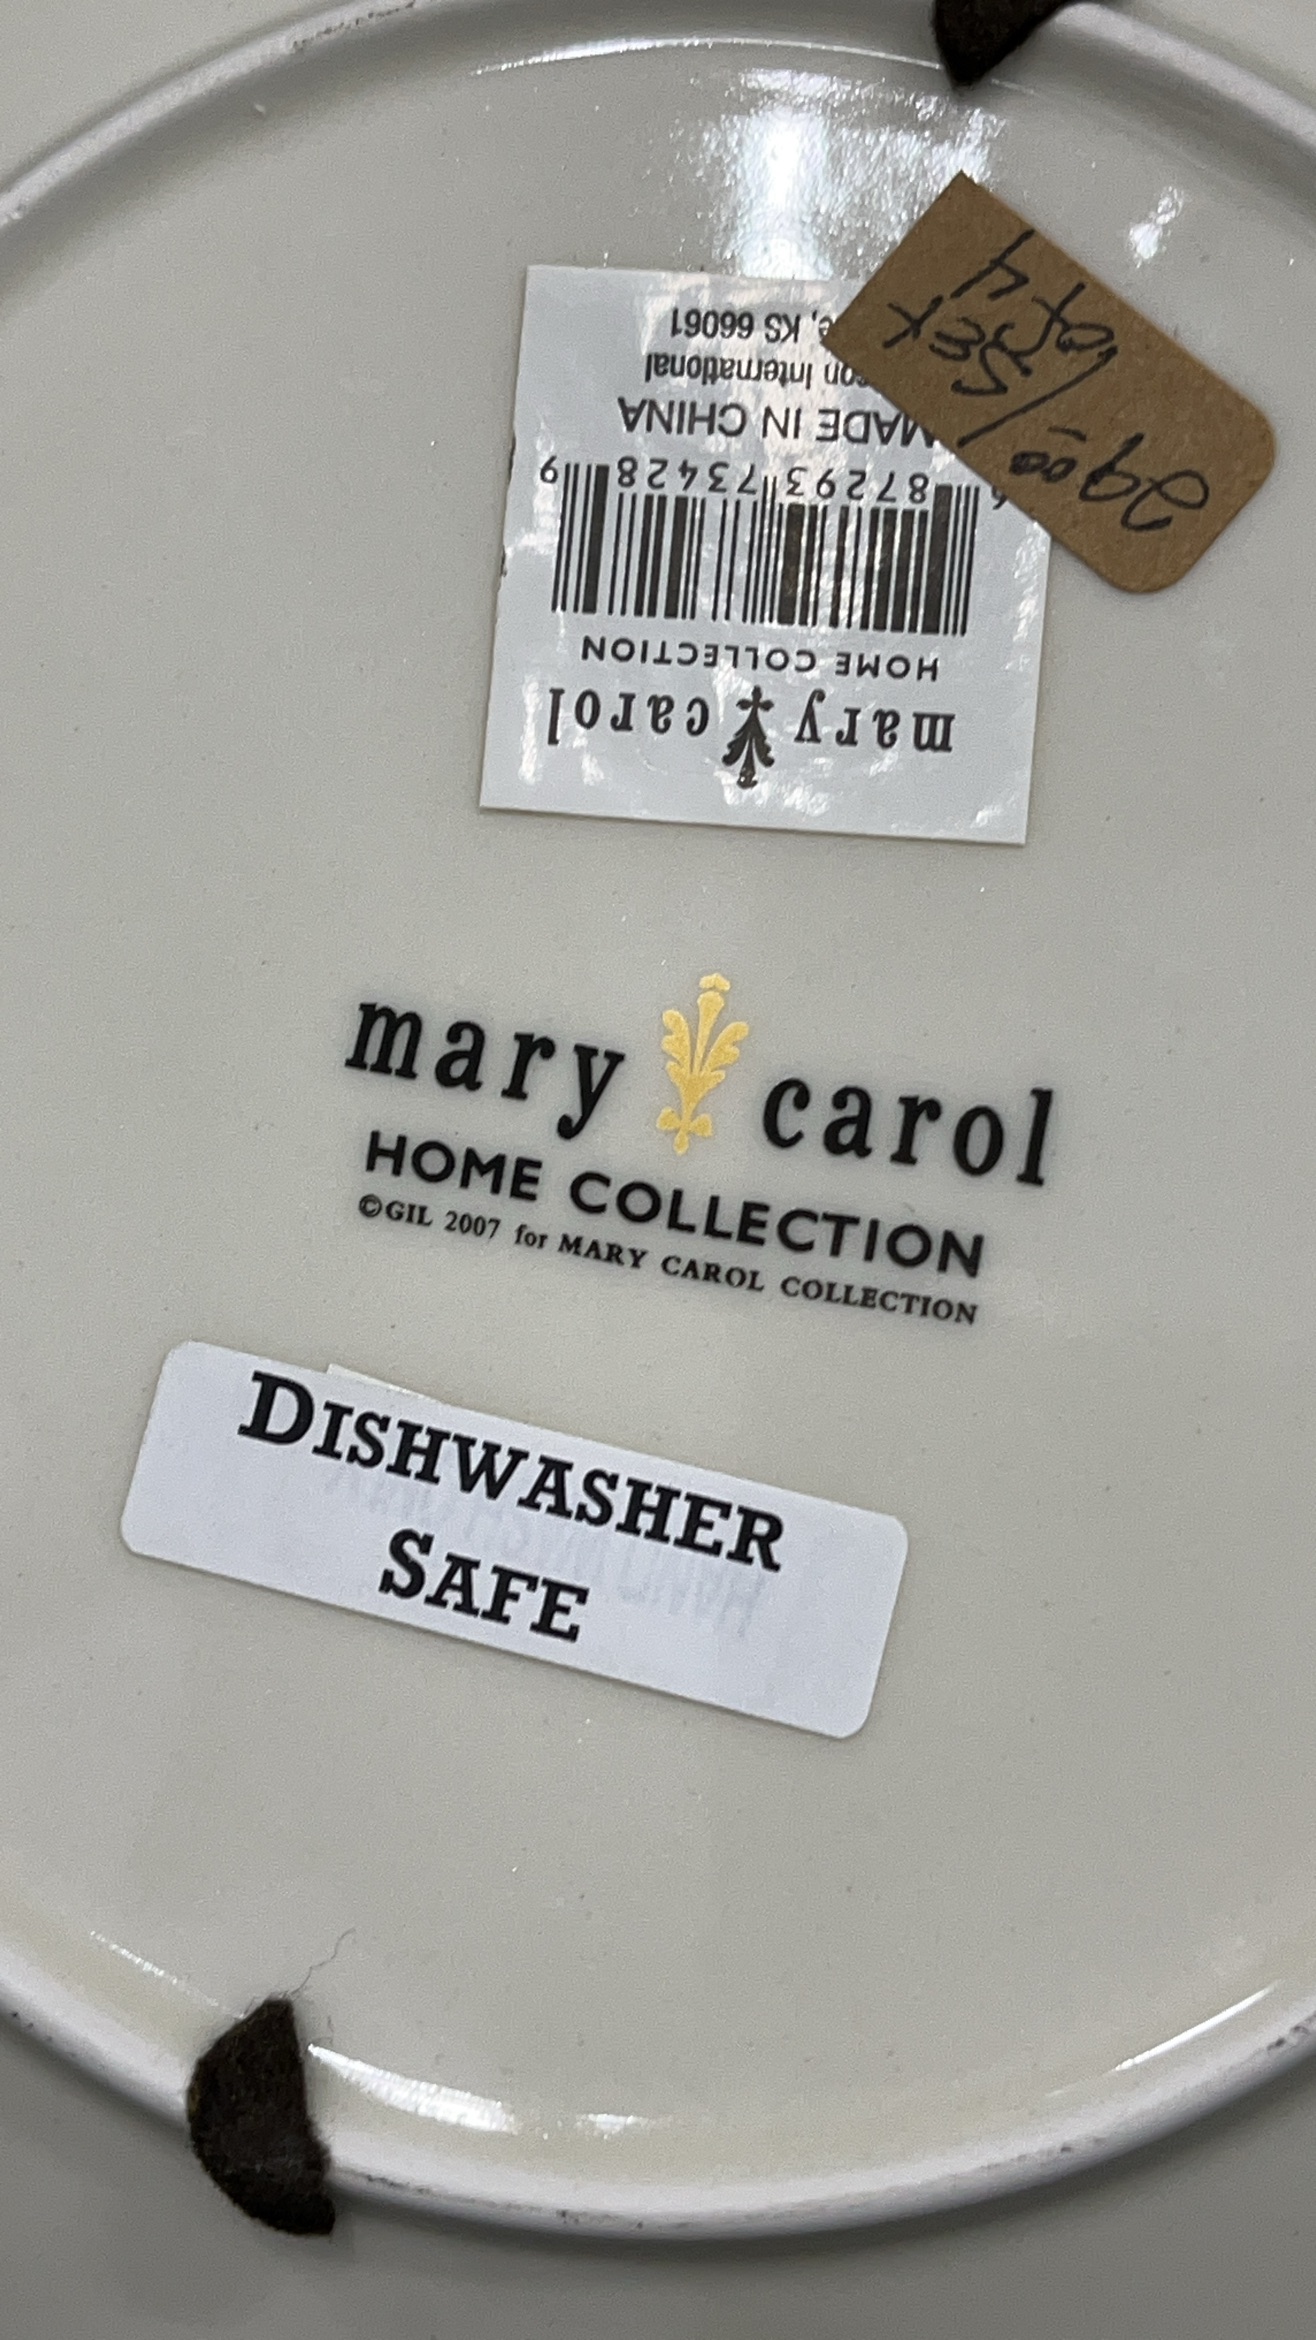 29.00/
SET
of 4
mary carol
HOME COLLECTION
6 87293 73428 9
MADE IN CHINA
International
KS 66061
mary carol
HOME COLLECTION
©GIL 2007 for MARY CAROL COLLECTION
DISHWASHER
SAFE